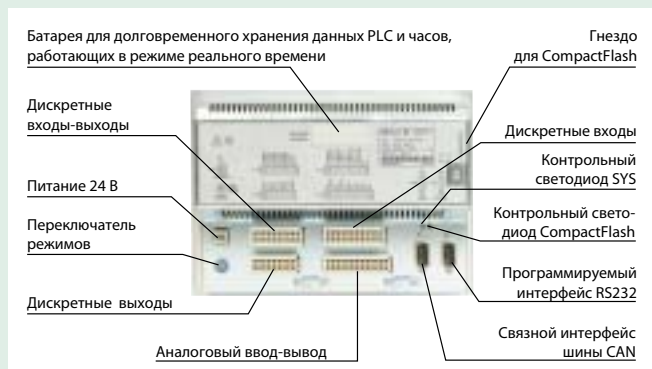 Батарея для долговременного хранения данных PLC и часов,
работающих в режиме реального времени
Гнездо
для CompactFlash
Дискретные
входы-выходы
Дискретные входы
Контрольный
светодиод SYS
Питание 24 В
Контрольный свето-
диод CompactFlash
Переключатель
режимов
Программируемый
интерфейс RS232
Дискретные выходы
Связной интерфейс
шины CAN
Аналоговый ввод-вывод